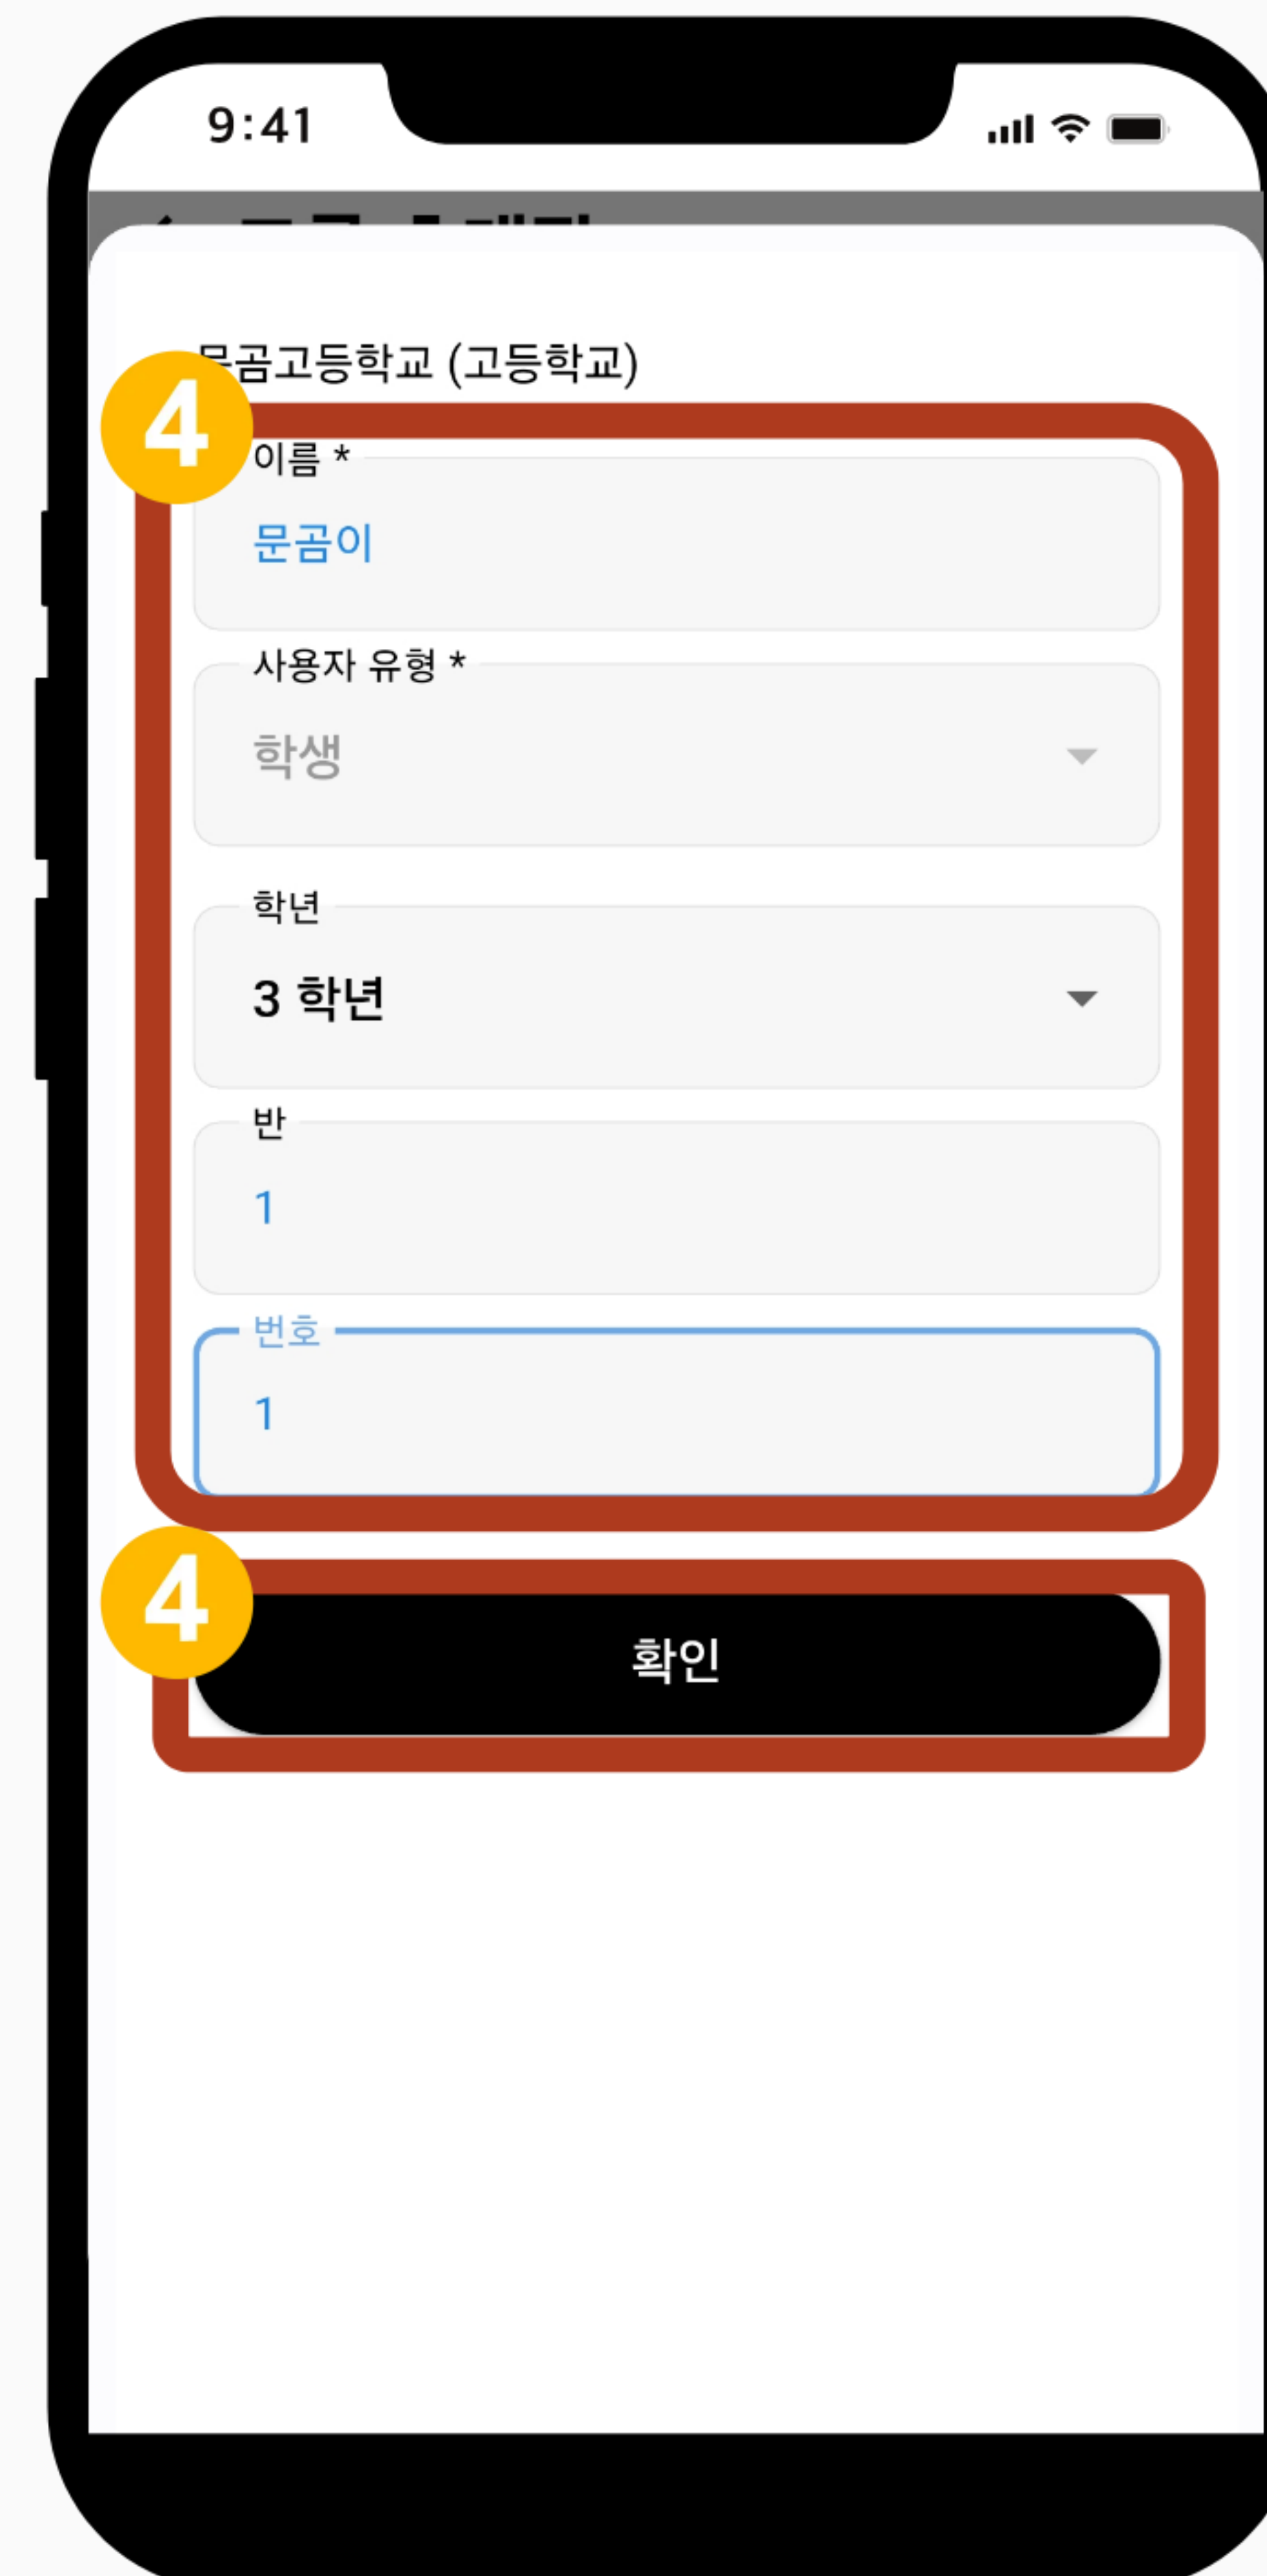 9:41
문곰고등학교 (고등학교)
4
이름 *
문곰이
사용자 유형 *
학생
학년
3 학년
반
1
번호
1
4
확인